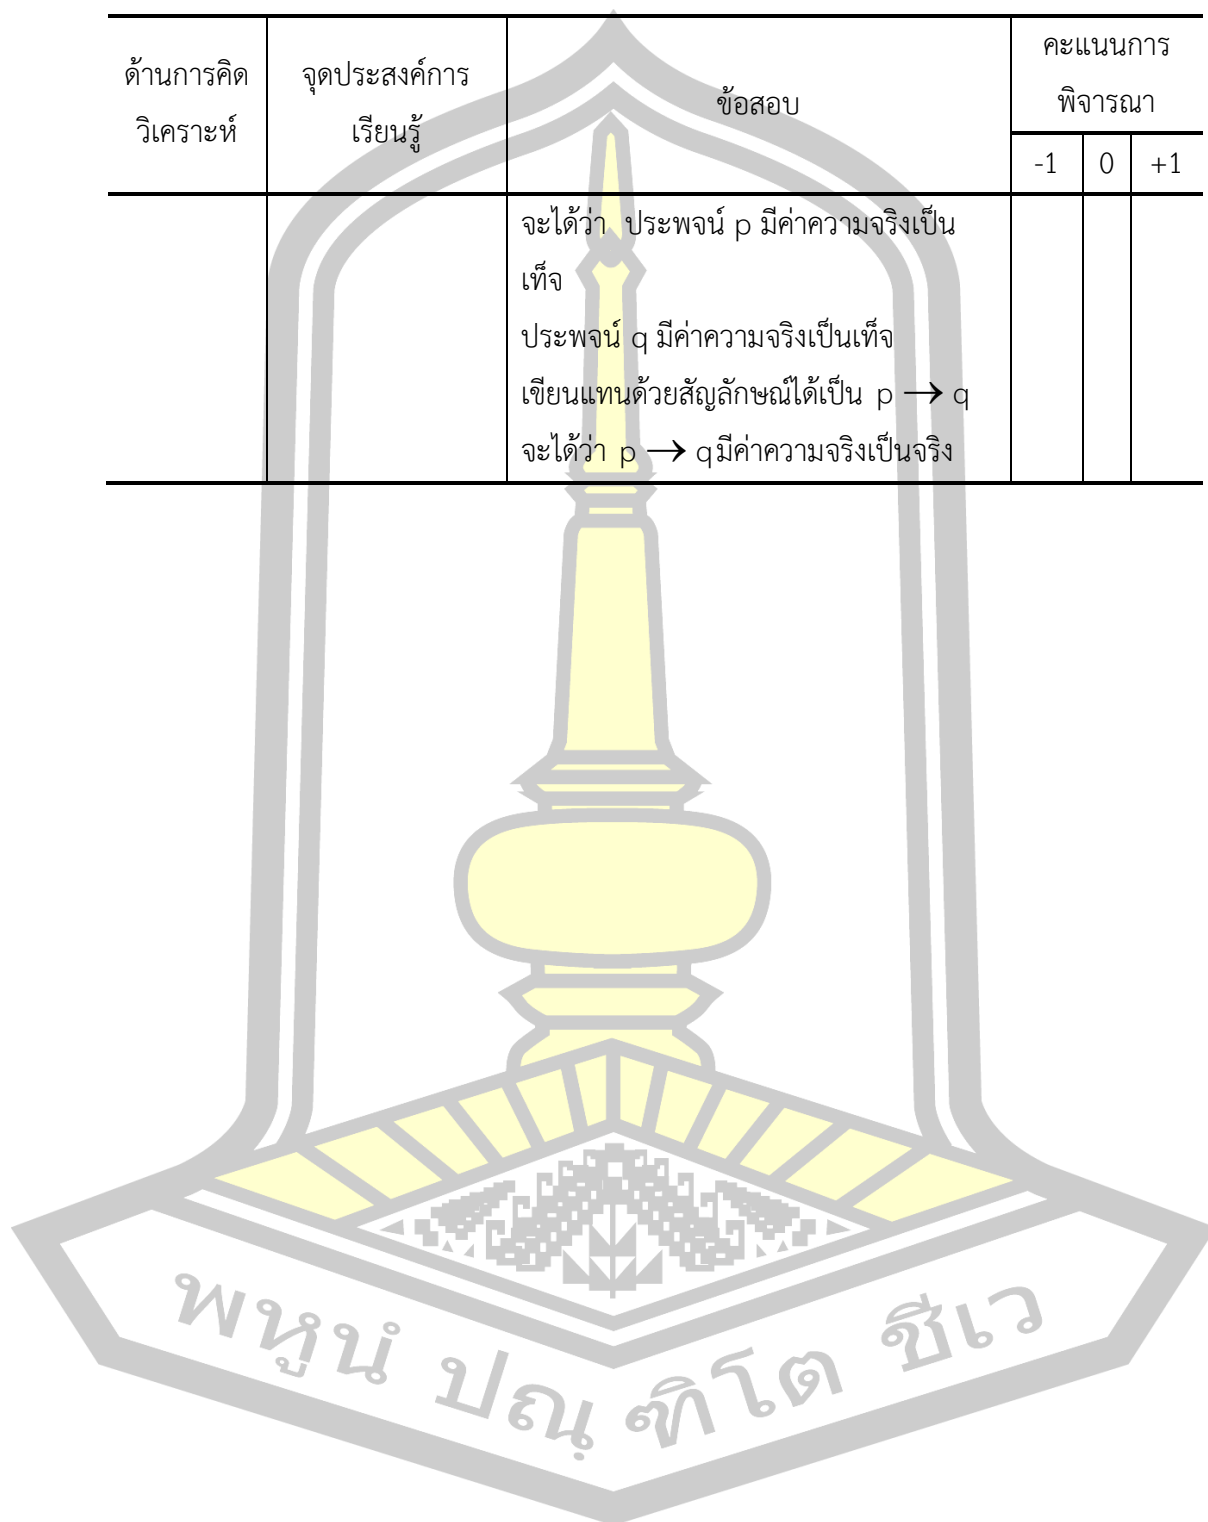 ด้านการคิด
วิเคราะห์
จุดประสงค์การ
เรียนรู้
ข้อสอบ
คะแนนการ
พิจารณา
-1 0 +1
จะได้ว่า ประพจน์ p มีค่าความจริงเป็น
เท็จ
ประพจน์ q มีค่าความจริงเป็นเท็จ
เขียนแทนด้วยสัญลักษณ์ได้เป็น p → q
จะได้ว่า p → q มีค่าความจริงเป็นจริง
พหูนํ ปณฺฑิโต ชีเว